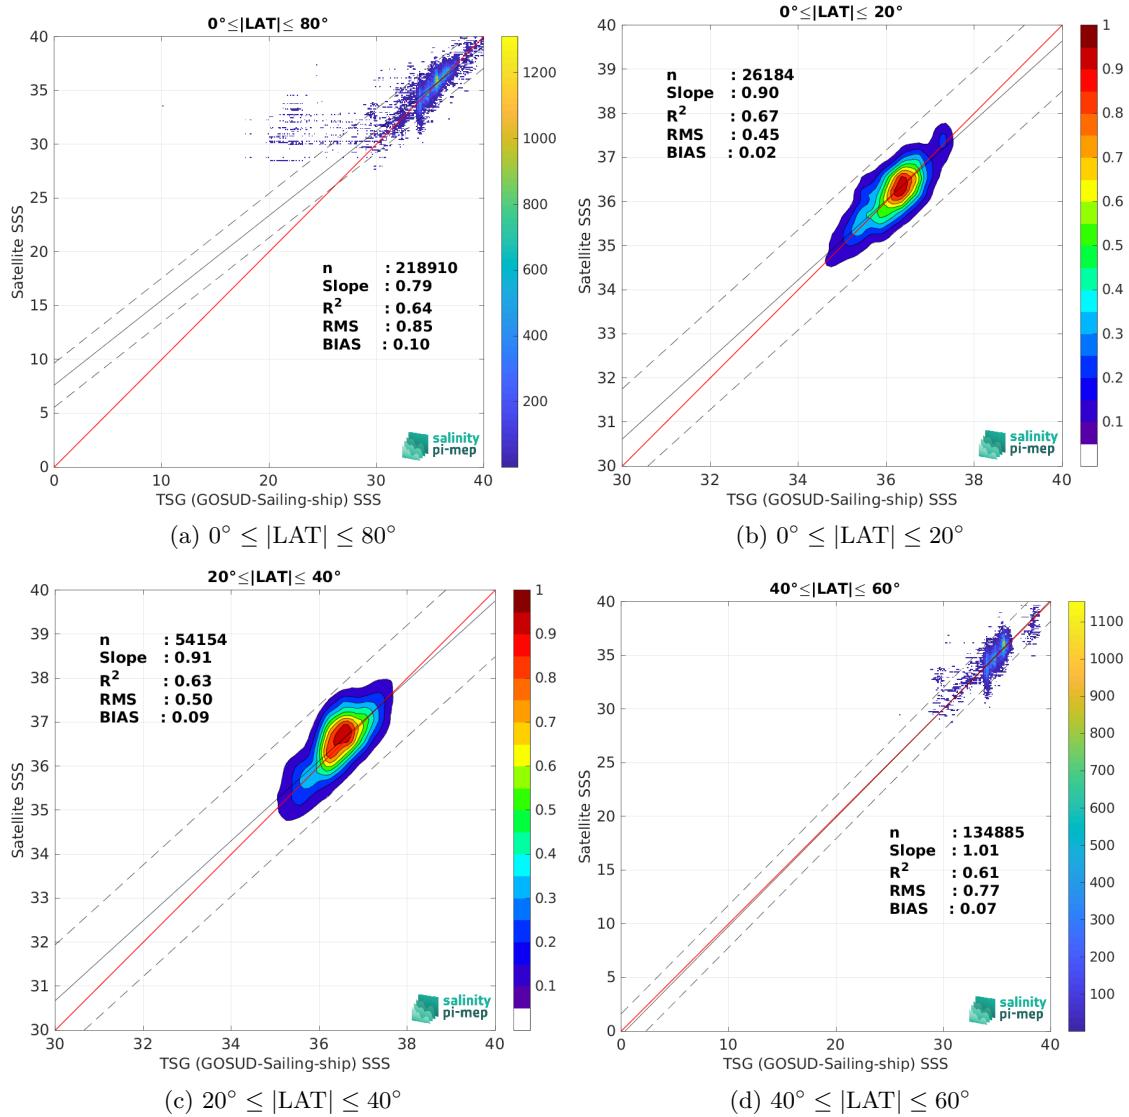 0°≤|LAT|≤ 80°
40
35
30
25
20
15
10
5
0
Satellite SSS
n : 218910
Slope : 0.79
R² : 0.64
RMS : 0.85
BIAS : 0.10
salinity
pi-mep
0 10 20 30 40
TSG (GOSUD-Sailing-ship) SSS
1200
1000
800
600
400
200
(a) 0° ≤ |LAT| ≤ 80°
0°≤|LAT|≤ 20°
40
39
38
37
36
35
34
33
32
31
30
Satellite SSS
n : 26184
Slope : 0.90
R² : 0.67
RMS : 0.45
BIAS : 0.02
salinity
pi-mep
30 32 34 36 38 40
TSG (GOSUD-Sailing-ship) SSS
1
0.9
0.8
0.7
0.6
0.5
0.4
0.3
0.2
0.1
(b) 0° ≤ |LAT| ≤ 20°
20°≤|LAT|≤ 40°
40
39
38
37
36
35
34
33
32
31
30
Satellite SSS
n : 54154
Slope : 0.91
R² : 0.63
RMS : 0.50
BIAS : 0.09
salinity
pi-mep
30 32 34 36 38 40
TSG (GOSUD-Sailing-ship) SSS
1
0.9
0.8
0.7
0.6
0.5
0.4
0.3
0.2
0.1
(c) 20° ≤ |LAT| ≤ 40°
40°≤|LAT|≤ 60°
40
35
30
25
20
15
10
5
0
Satellite SSS
n : 134885
Slope : 1.01
R² : 0.61
RMS : 0.77
BIAS : 0.07
salinity
pi-mep
0 10 20 30 40
TSG (GOSUD-Sailing-ship) SSS
1100
1000
900
800
700
600
500
400
300
200
100
(d) 40° ≤ |LAT| ≤ 60°